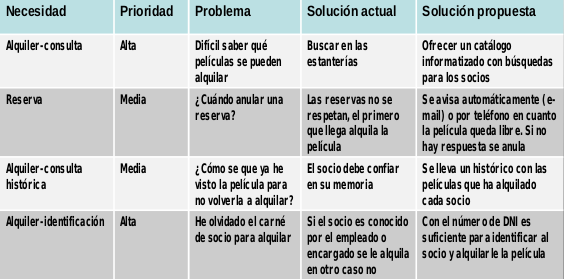 Necesidad Prioridad Problema Solución actual Solución propuesta
Alquiler-consulta Alta Difícil saber qué películas se pueden alquilar Buscar en las estanterías Ofrecer un catálogo informatizado con búsquedas para los socios
Reserva Media ¿Cuándo anular una reserva? Las reservas no se respetan, el primero que llega alquila la película Se avisa automáticamente (e-mail) o por teléfono en cuanto la película queda libre. Si no hay respuesta se anula
Alquiler-consulta histórica Media ¿Cómo se que ya he visto la película para no volverla a alquilar? El socio debe confiar en su memoria Se lleva un histórico con las películas que ha alquilado cada socio
Alquiler-identificación Alta He olvidado el carné de socio para alquilar Si el socio es conocido por el empleado o encargado se le alquila en otro caso no Con el número de DNI es suficiente para identificar al socio y alquilarle la película